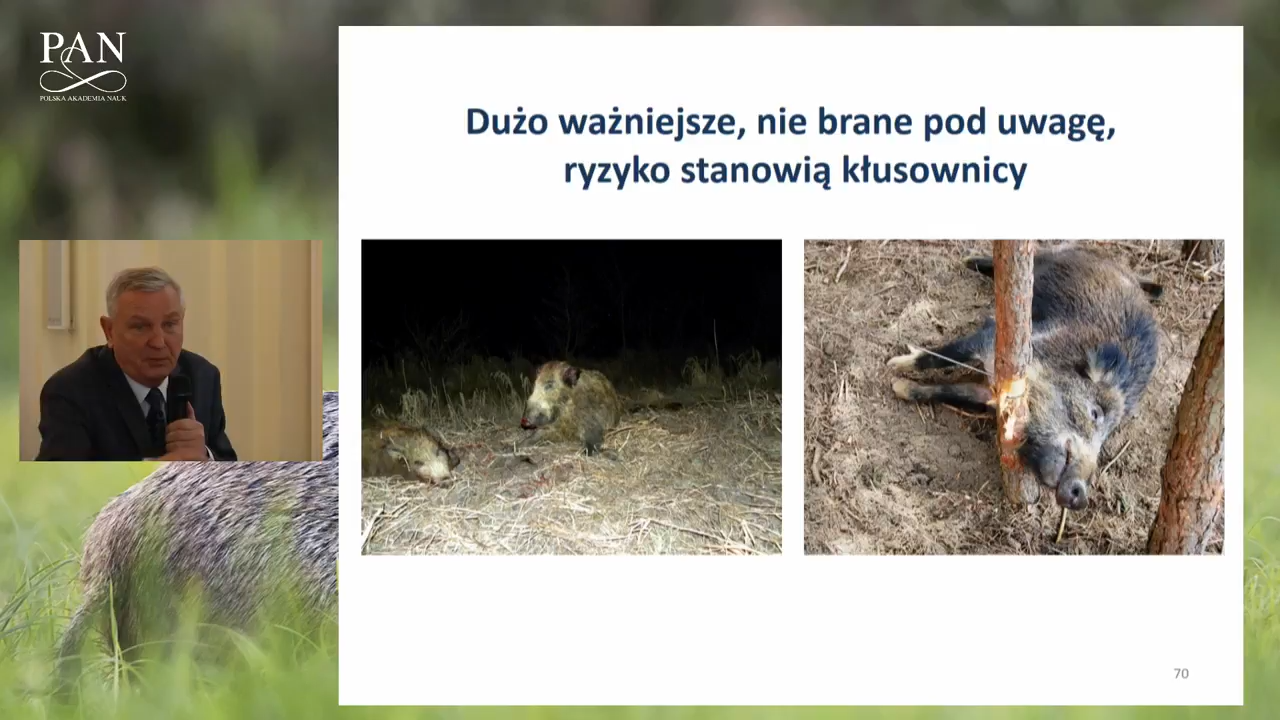 PAN
POLSKA AKADEMIA NAUK
Dużo ważniejsze, nie brane pod uwagę,
ryzyko stanowią kłusownicy
70